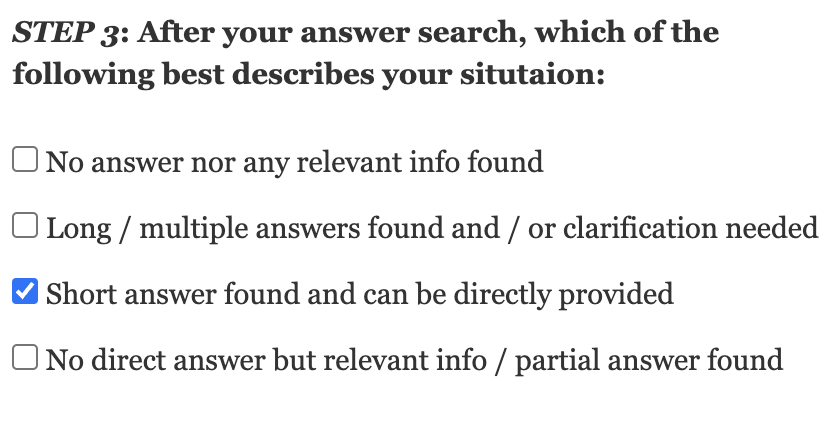 STEP 3: After your answer search, which of the
following best describes your situtaion:
No answer nor any relevant info found
Long / multiple answers found and / or clarification needed
Short answer found and can be directly provided
No direct answer but relevant info / partial answer found